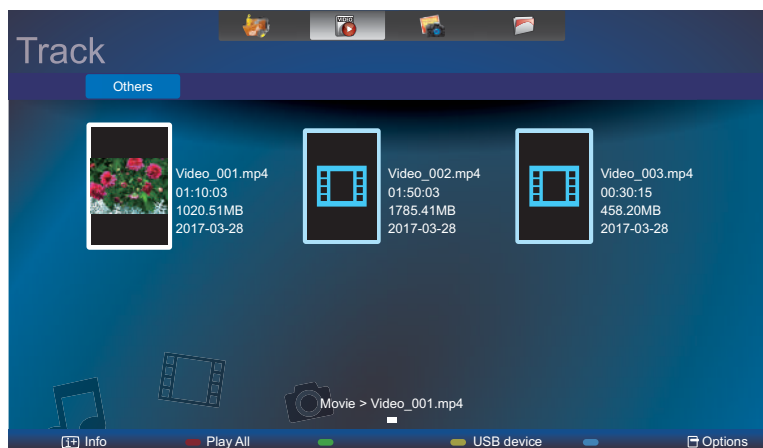 VIDEO
Track
Others
Video_001.mp4
01:10:03
1020.51MB
2017-03-28
Video_002.mp4
01:50:03
1785.41MB
2017-03-28
Video_003.mp4
00:30:15
458.20MB
2017-03-28
Movie > Video_001.mp4
i+ Info Play All USB device Options